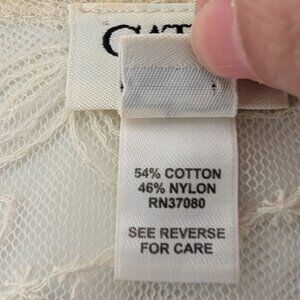 54% COTTON
46% NYLON
RN37080
SEE REVERSE
FOR CARE